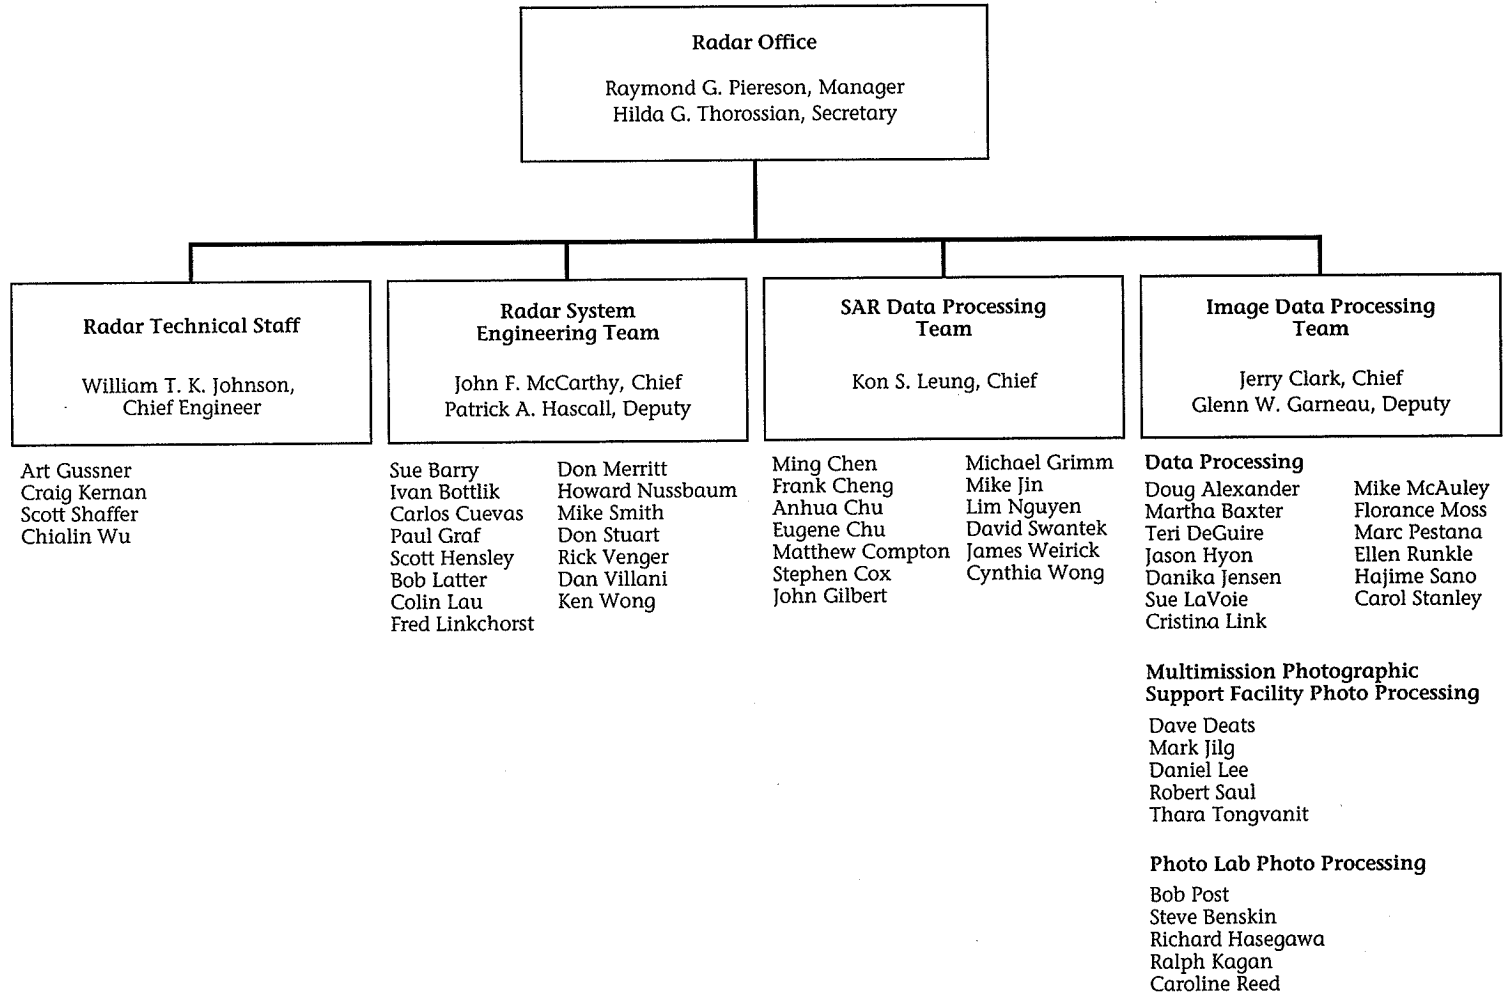 Radar Office
Raymond G. Piereson, Manager
Hilda G. Thorossian, Secretary
Radar Technical Staff
William T. K. Johnson,
Chief Engineer
Art Gussner
Craig Kernan
Scott Shaffer
Chialin Wu
Radar System
Engineering Team
John F. McCarthy, Chief
Patrick A. Hascall, Deputy
Sue Barry
Ivan Bottlik
Carlos Cuevas
Paul Graf
Scott Hensley
Bob Latter
Colin Lau
Fred Linkchorst
Don Merritt
Howard Nussbaum
Mike Smith
Don Stuart
Rick Venger
Dan Villani
Ken Wong
SAR Data Processing
Team
Kon S. Leung, Chief
Ming Chen
Frank Cheng
Anhua Chu
Eugene Chu
Matthew Compton
Stephen Cox
John Gilbert
Michael Grimm
Mike Jin
Lim Nguyen
David Swantek
James Weirick
Cynthia Wong
Image Data Processing
Team
Jerry Clark, Chief
Glenn W. Garneau, Deputy
Data Processing
Doug Alexander
Martha Baxter
Teri DeGuire
Jason Hyon
Danika Jensen
Sue LaVoie
Cristina Link
Mike McAuley
Florance Moss
Marc Pestana
Ellen Runkle
Hajime Sano
Carol Stanley
Multimission Photographic
Support Facility Photo Processing
Dave Deats
Mark Jilg
Daniel Lee
Robert Saul
Thara Tongvanit
Photo Lab Photo Processing
Bob Post
Steve Benskin
Richard Hasegawa
Ralph Kagan
Caroline Reed